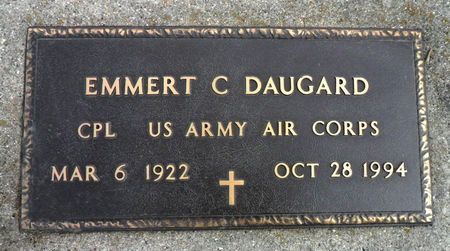 EMMERT C DAUGARD
CPL US ARMY AIR CORPS
MAR 6 1922 OCT 28 1994